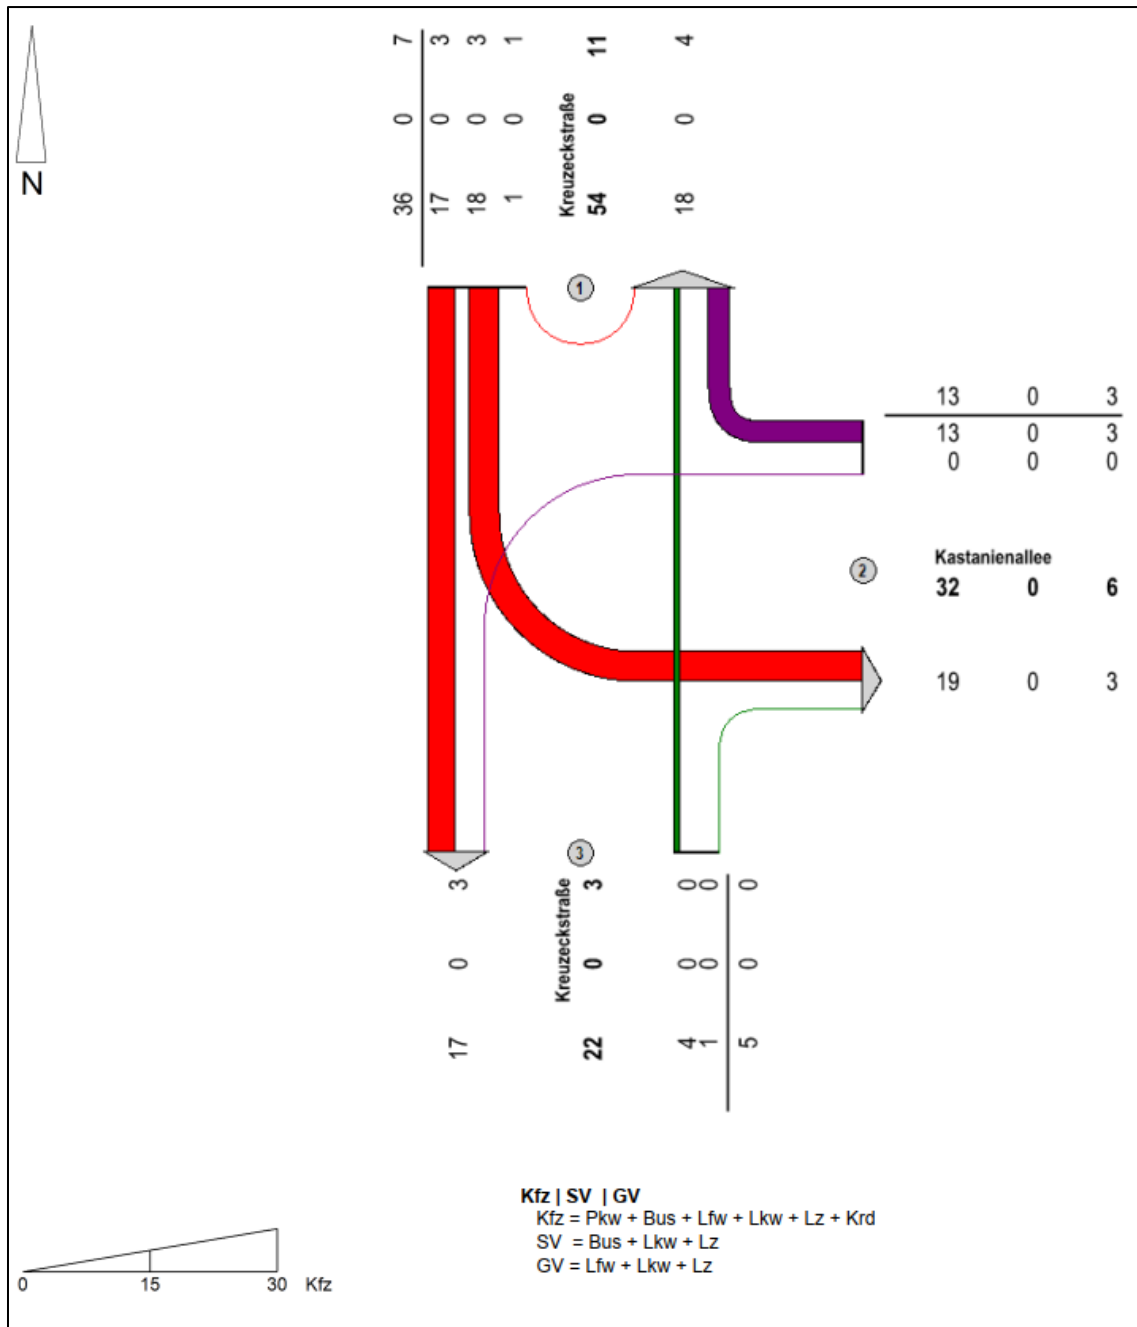 N
36 0 7
17 0 3
18 0 3
1 0 1
Kreuzeckstraße
54 0 11
18 0 4
1
13 0 3
13 0 3
0 0 0
2
Kastanienallee
32 0 6
19 0 3
3
17 0 3
Kreuzeckstraße
22 0 3
4 0 0
1 0 0
5 0 0
Kfz | SV | GV
Kfz = Pkw + Bus + Lfw + Lkw + Lz + Krd
SV = Bus + Lkw + Lz
GV = Lfw + Lkw + Lz
0 15 30 Kfz